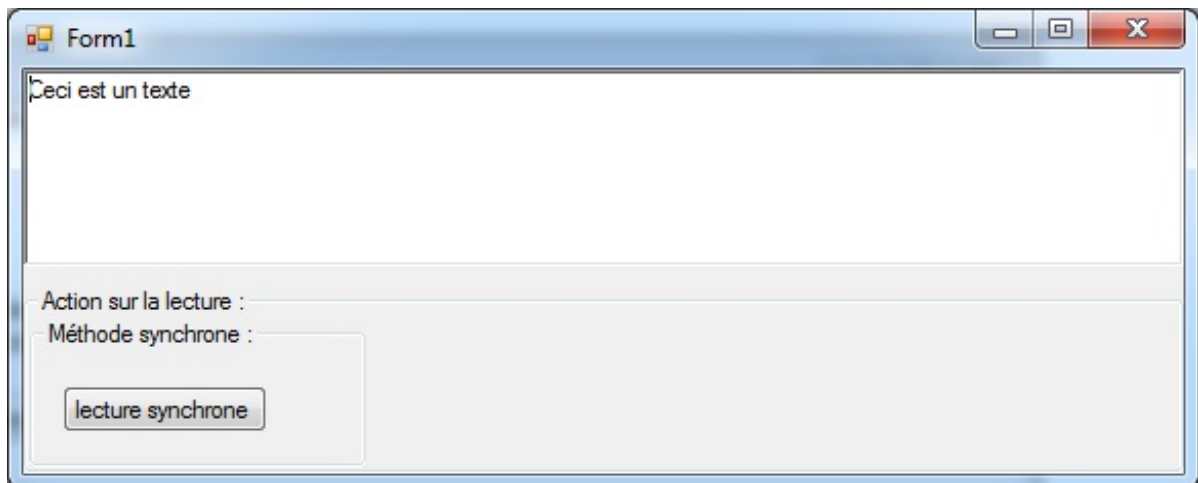 Form1
Ceci est un texte
Action sur la lecture :
Méthode synchrone :
lecture synchrone